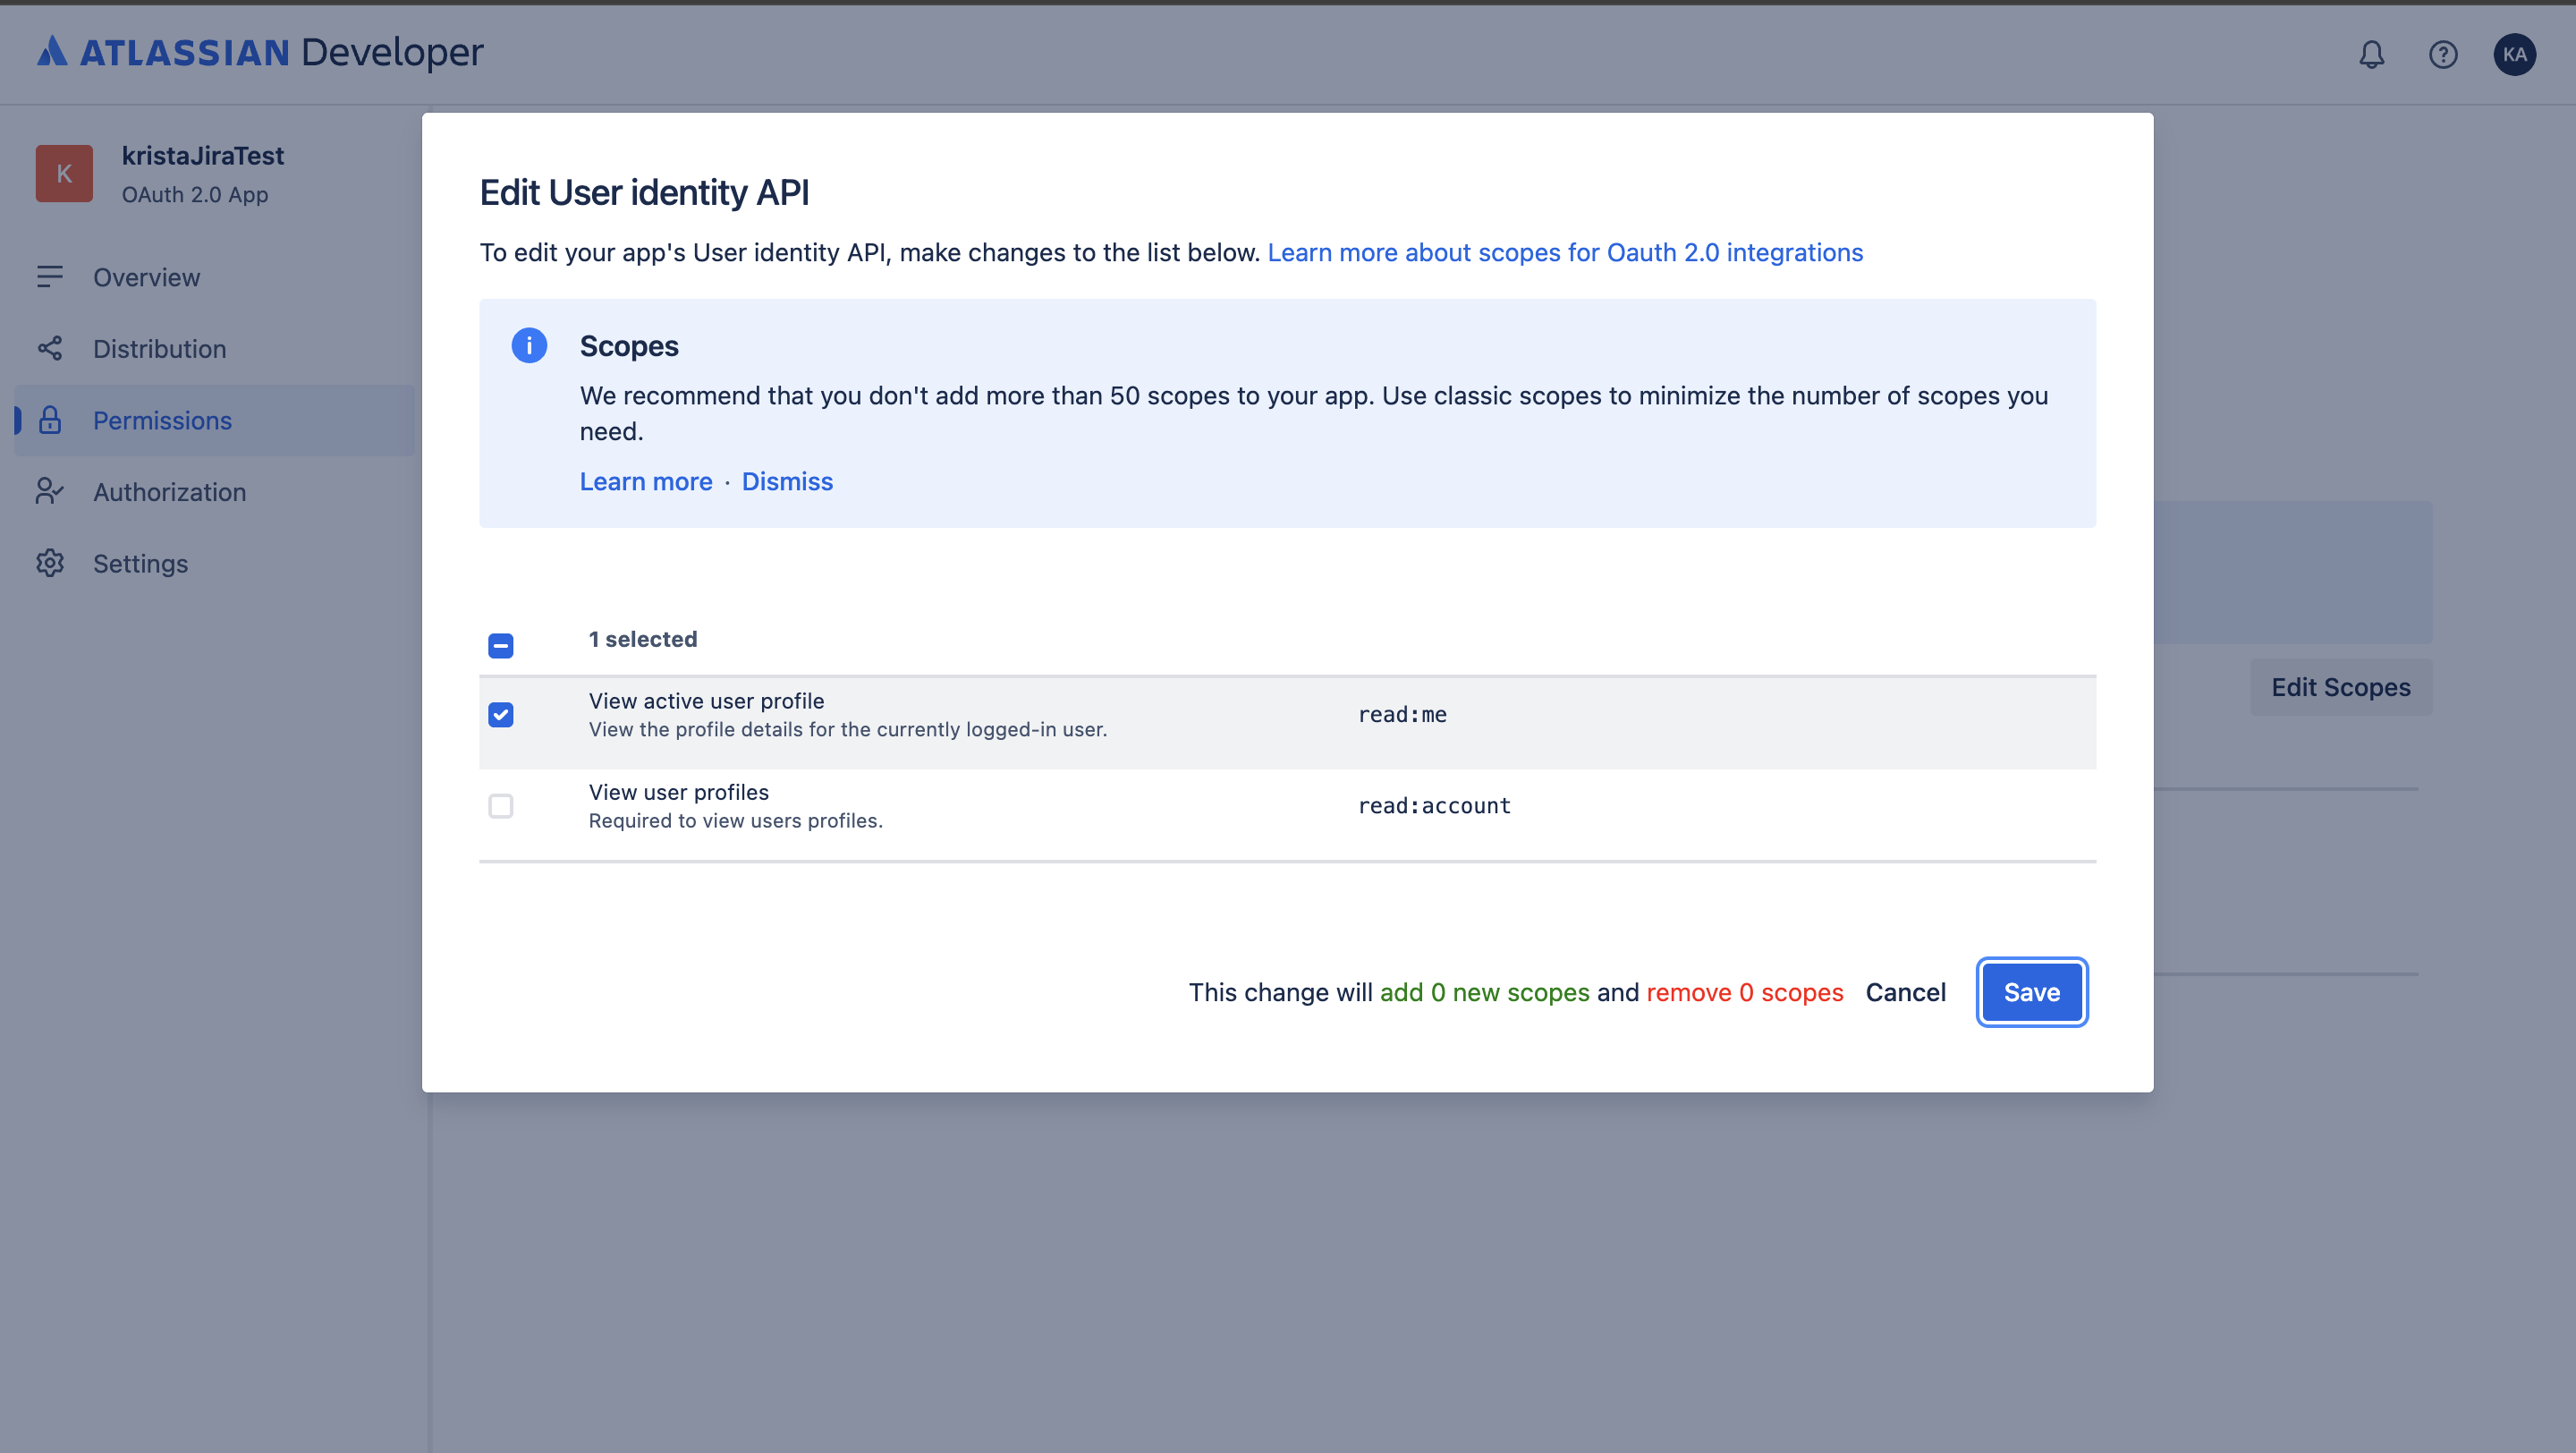 ATLASSIAN Developer
KA
K
kristaJiraTest
OAuth 2.0 App
Overview
Distribution
Permissions
Authorization
Settings
Edit User identity API
To edit your app's User identity API, make changes to the list below. Learn more about scopes for Oauth 2.0 integrations
Scopes
We recommend that you don't add more than 50 scopes to your app. Use classic scopes to minimize the number of scopes you
need.
Learn more · Dismiss
1 selected
View active user profile
View the profile details for the currently logged-in user.
read:me
View user profiles
Required to view users profiles.
read:account
This change will add 0 new scopes and remove 0 scopes Cancel Save
Edit Scopes